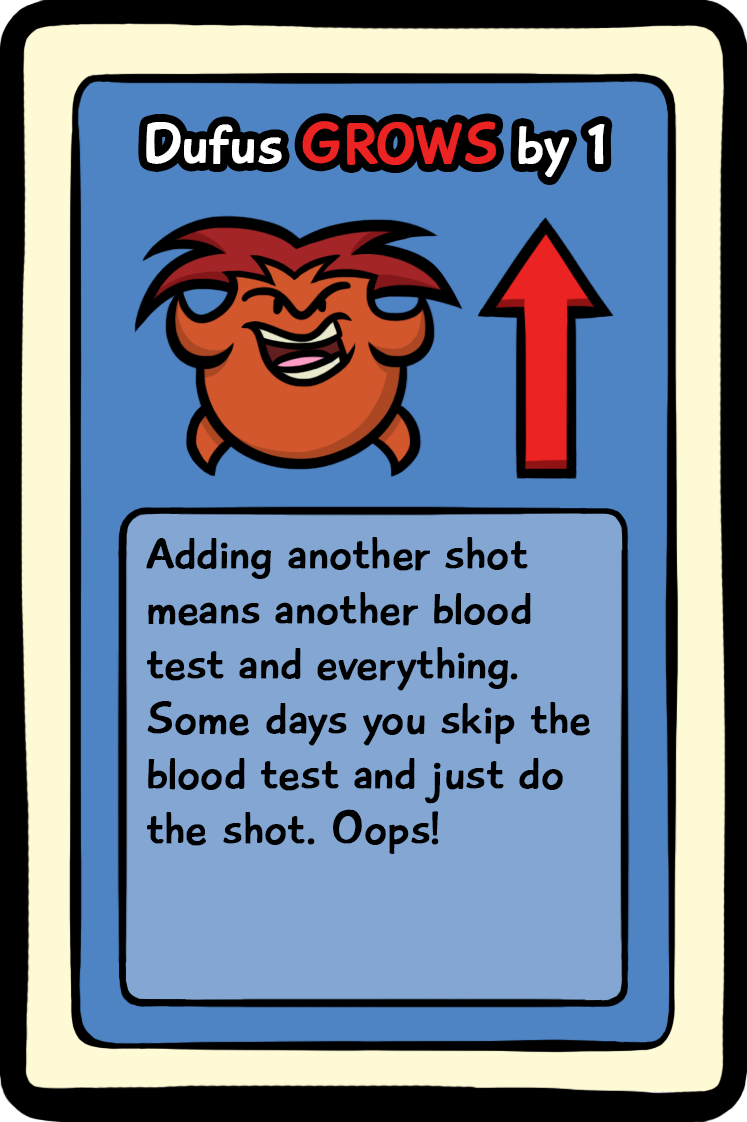 Dufus GROWS by 1
Adding another shot
means another blood
test and everything.
Some days you skip the
blood test and just do
the shot. Oops!